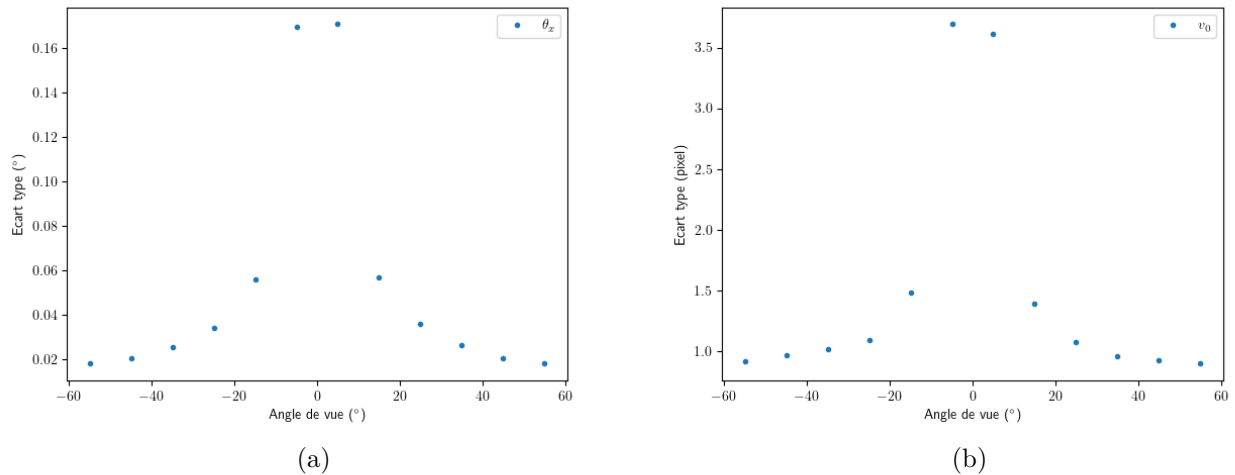 θ_x
0.16
0.14
0.12
0.10
0.08
0.06
0.04
0.02
Ecart type (°)
−60 −40 −20 0 20 40 60
Angle de vue (°)
(a)
v_0
3.5
3.0
2.5
2.0
1.5
1.0
Ecart type (pixel)
−60 −40 −20 0 20 40 60
Angle de vue (°)
(b)